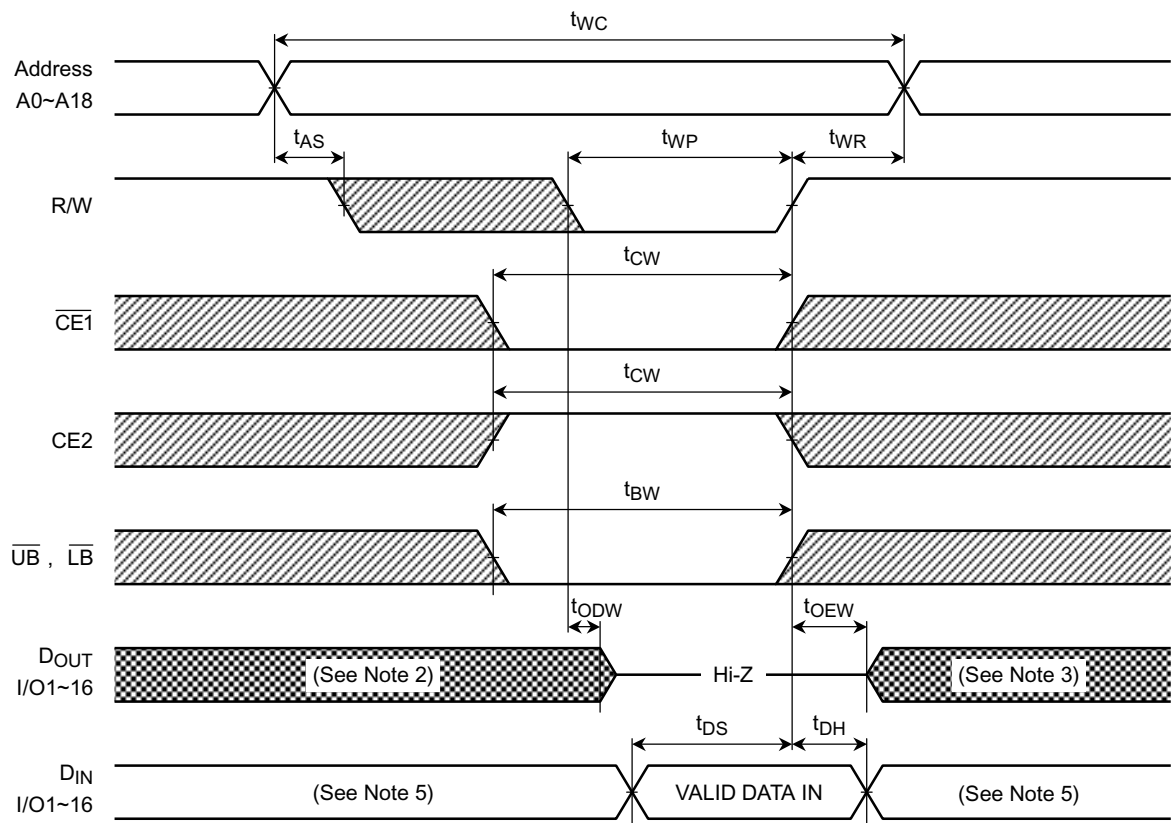 tWC
Address
A0~A18
tAS
tWP
tWR
R/W
tCW
CE1
tCW
CE2
tBW
UB , LB
tODW
tOEW
DOUT
I/O1~16
(See Note 2)
Hi-Z
(See Note 3)
tDS
tDH
DIN
I/O1~16
(See Note 5)
VALID DATA IN
(See Note 5)